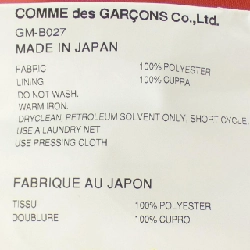 COMME des GARÇONS Co.,Ltd.
GM-B027
MADE IN JAPAN
FABRIC 100% POLYESTER
LINING 100% CUPRA
DO NOT WASH.
WARM IRON.
DRYCLEAN, PETROLEUM SOLVENT ONLY, SHORT CYCLE.
USE A LAUNDRY NET
USE PRESSING CLOTH
FABRIQUE AU JAPON
TISSU 100% POLYESTER
DOUBLURE 100% CUPRO